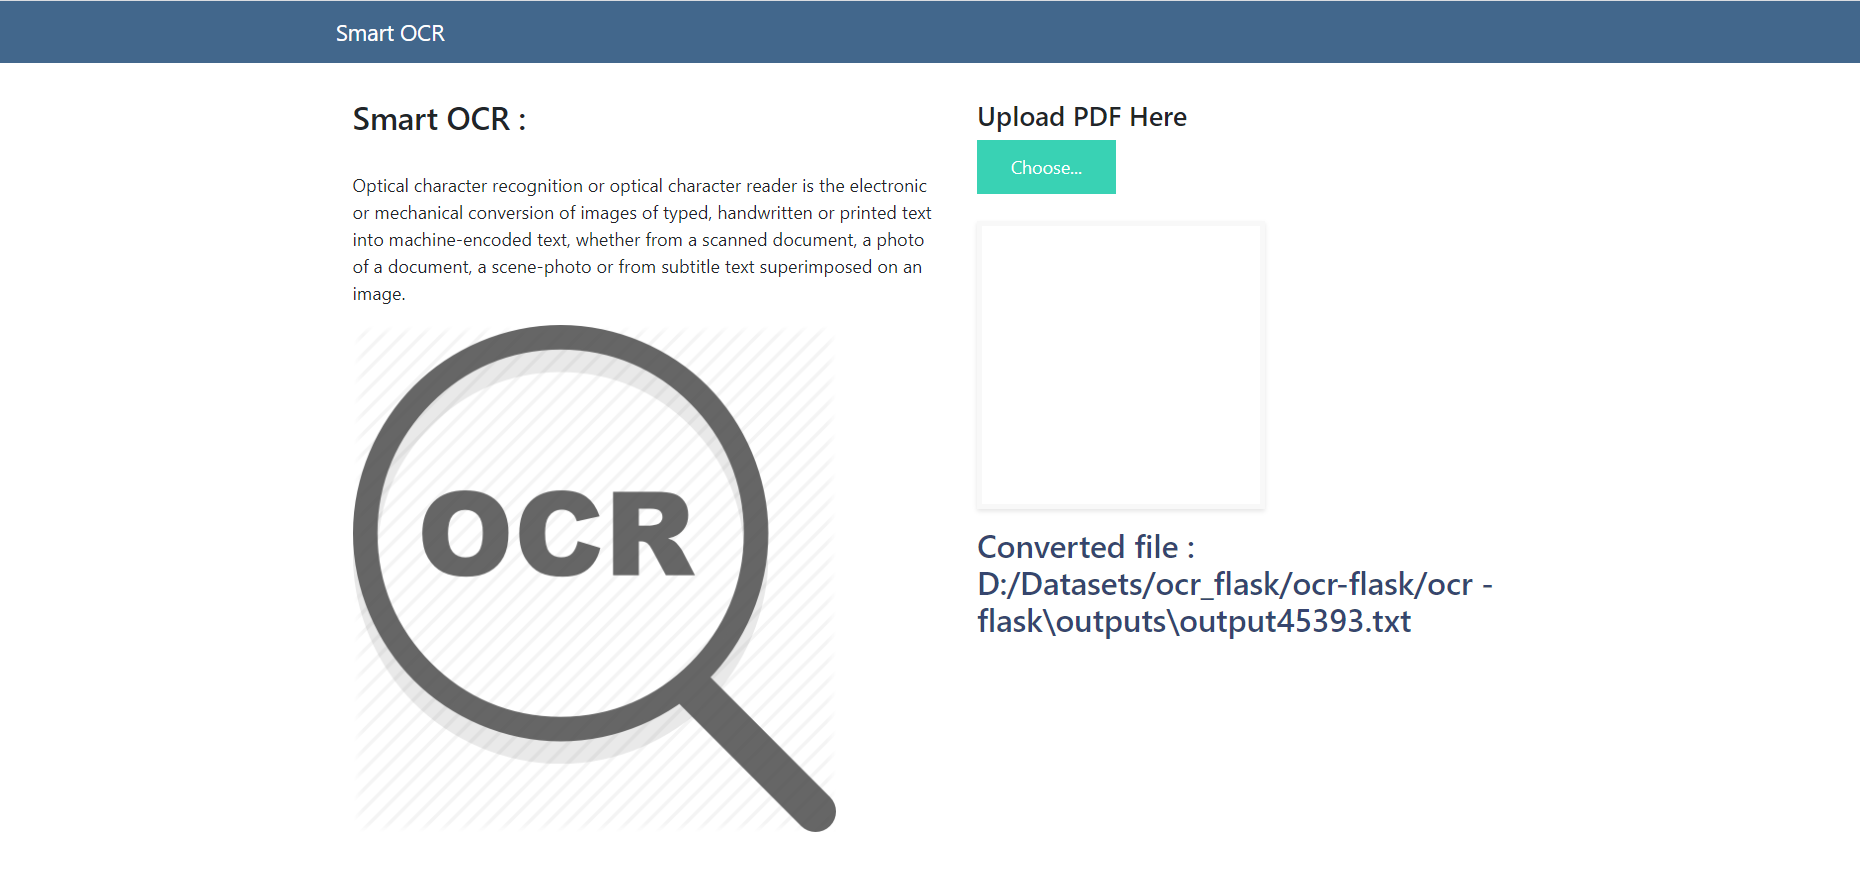 Smart OCR
Smart OCR :
Optical character recognition or optical character reader is the electronic
or mechanical conversion of images of typed, handwritten or printed text
into machine-encoded text, whether from a scanned document, a photo
of a document, a scene-photo or from subtitle text superimposed on an
image.
OCR
Upload PDF Here
Choose...
Converted file :
D:/Datasets/ocr_flask/ocr-flask/ocr -
flask\outputs\output45393.txt